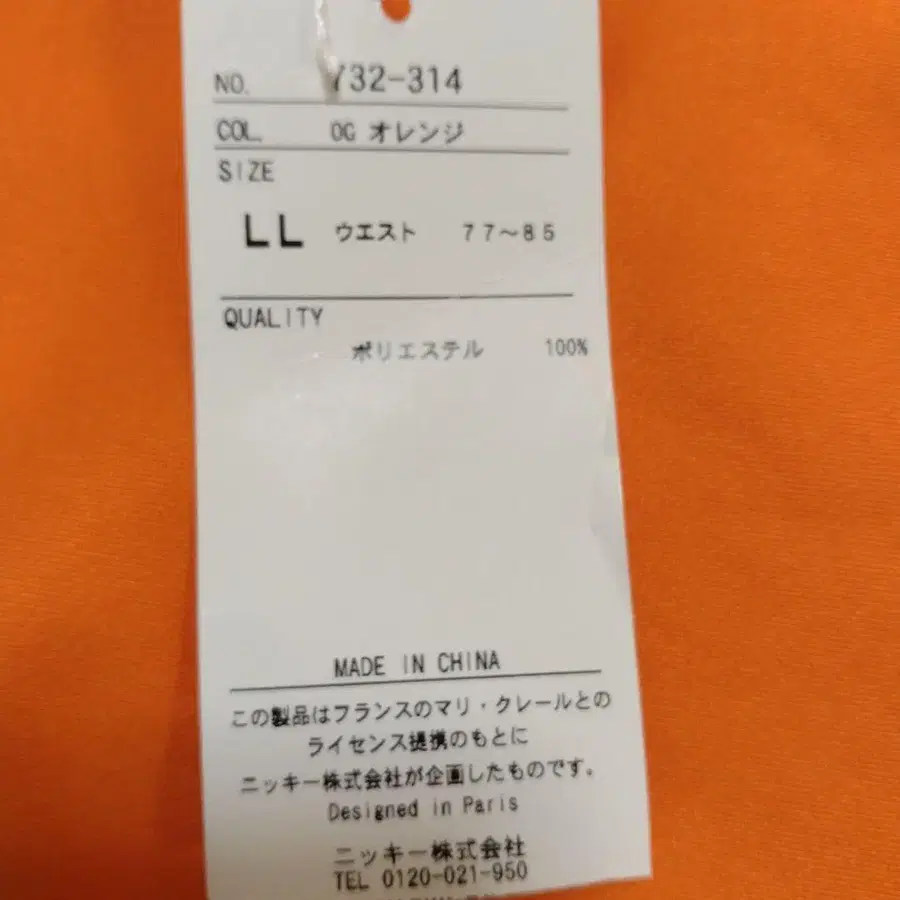 NO. 732-314
COL. OG オレンジ
SIZE
LL ウエスト 77～85
QUALITY
ポリエステル 100%
MADE IN CHINA
この製品はフランスのマリ・クレールとの
ライセンス提携のもとに
ニッキー株式会社が企画したものです。
Designed in Paris
ニッキー株式会社
TEL 0120-021-950